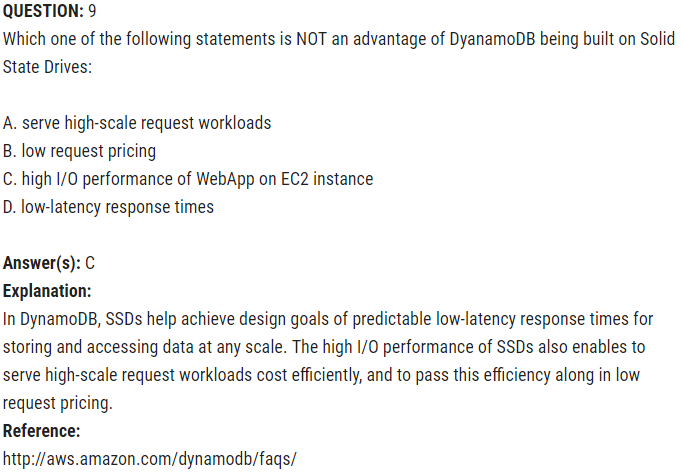 QUESTION: 9
Which one of the following statements is NOT an advantage of DyanamoDB being built on Solid
State Drives:
A. serve high-scale request workloads
B. low request pricing
C. high I/O performance of WebApp on EC2 instance
D. low-latency response times
Answer(s): C
Explanation:
In DynamoDB, SSDs help achieve design goals of predictable low-latency response times for
storing and accessing data at any scale. The high I/O performance of SSDs also enables to
serve high-scale request workloads cost efficiently, and to pass this efficiency along in low
request pricing.
Reference:
http://aws.amazon.com/dynamodb/faqs/